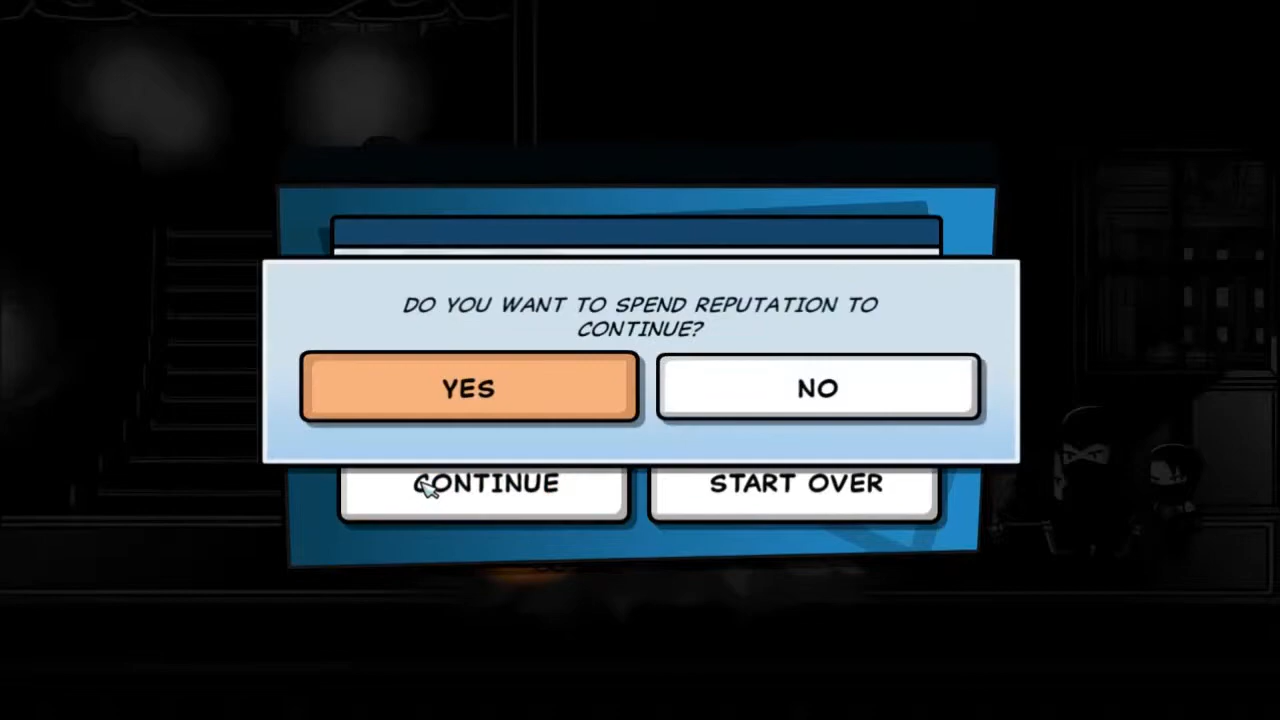 DO YOU WANT TO SPEND REPUTATION TO
CONTINUE?
YES NO
CONTINUE START OVER